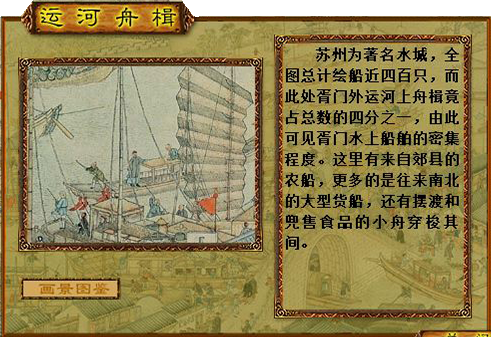 运河舟楫
苏州为著名水城，全
图总计绘船近四百只，而
此处胥门外运河上舟楫竟
占总数的四分之一，由此
可见胥门水上船舶的密集
程度。这里有来自郊县的
农船，更多的是往来南北
的大型货船，还有摆渡和
兜售食品的小舟穿梭其
间。
画景图鉴